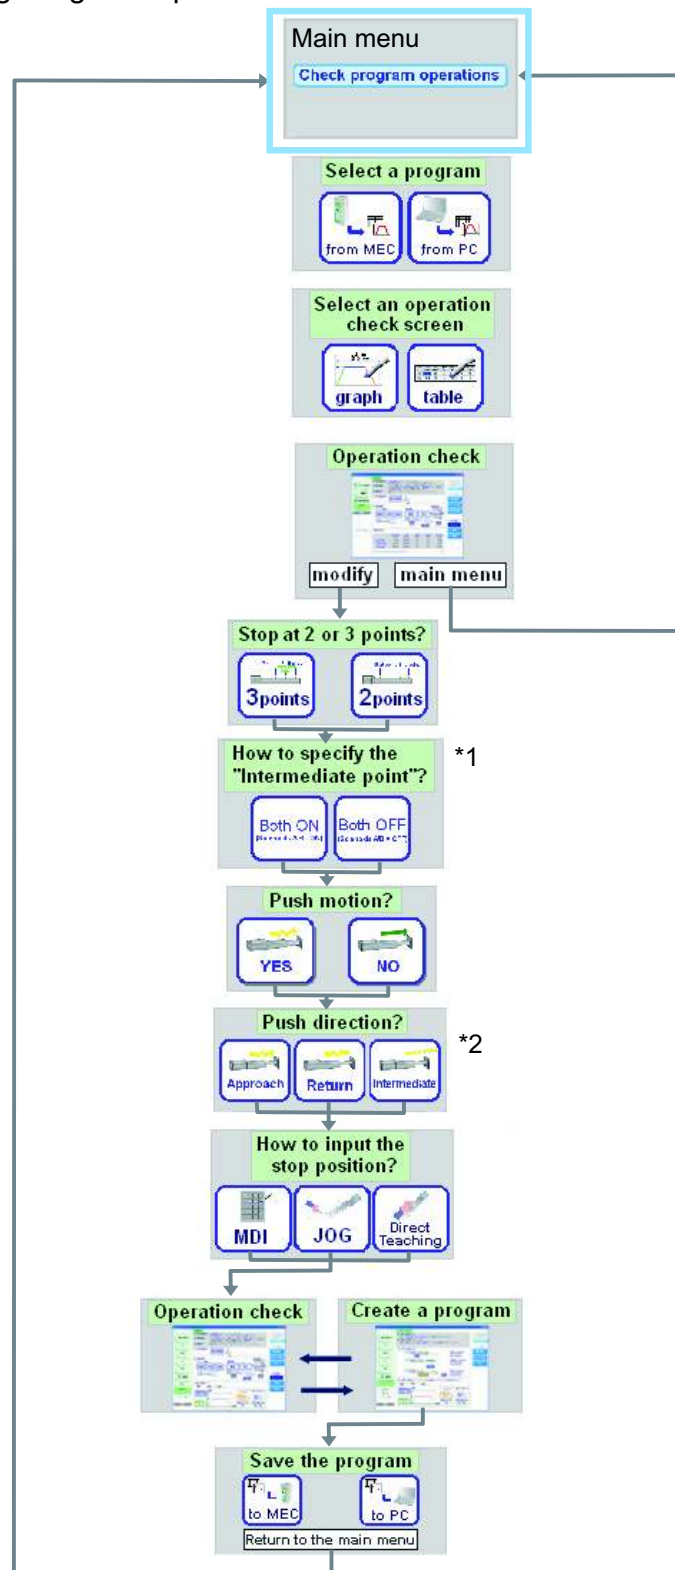 Main menu
Check program operations
Select a program
from MEC
from PC
Select an operation
check screen
graph
table
Operation check
modify
main menu
Stop at 2 or 3 points?
3points
2points
How to specify the
"Intermediate point"?
*1
Both ON
Both OFF
Push motion?
YES
NO
Push direction?
*2
Approach
Return
Intermediate
How to input the
stop position?
MDI
JOG
Direct
Teaching
Operation check
Create a program
Save the program
to MEC
to PC
Return to the main menu